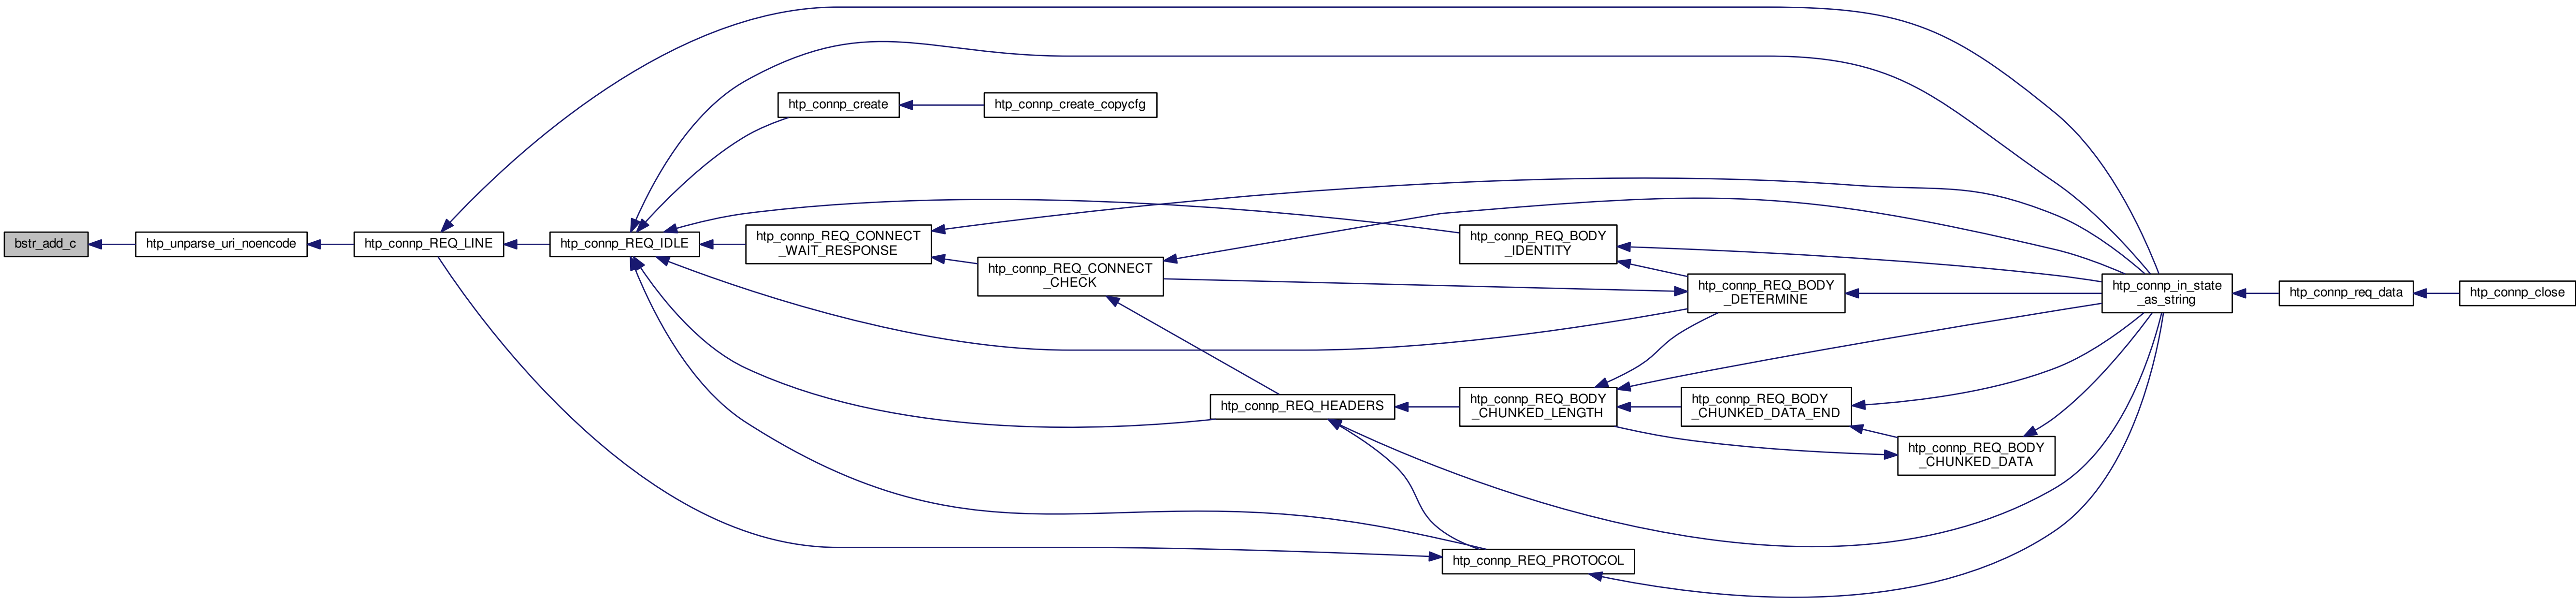 bstr_add_c
htp_unparse_uri_noencode
htp_connp_REQ_LINE
htp_connp_REQ_IDLE
htp_connp_create
htp_connp_create_copycfg
htp_connp_REQ_CONNECT
_WAIT_RESPONSE
htp_connp_REQ_CONNECT
_CHECK
htp_connp_REQ_HEADERS
htp_connp_REQ_BODY
_IDENTITY
htp_connp_REQ_BODY
_DETERMINE
htp_connp_REQ_BODY
_CHUNKED_LENGTH
htp_connp_REQ_BODY
_CHUNKED_DATA_END
htp_connp_REQ_BODY
_CHUNKED_DATA
htp_connp_REQ_PROTOCOL
htp_connp_in_state
_as_string
htp_connp_req_data
htp_connp_close